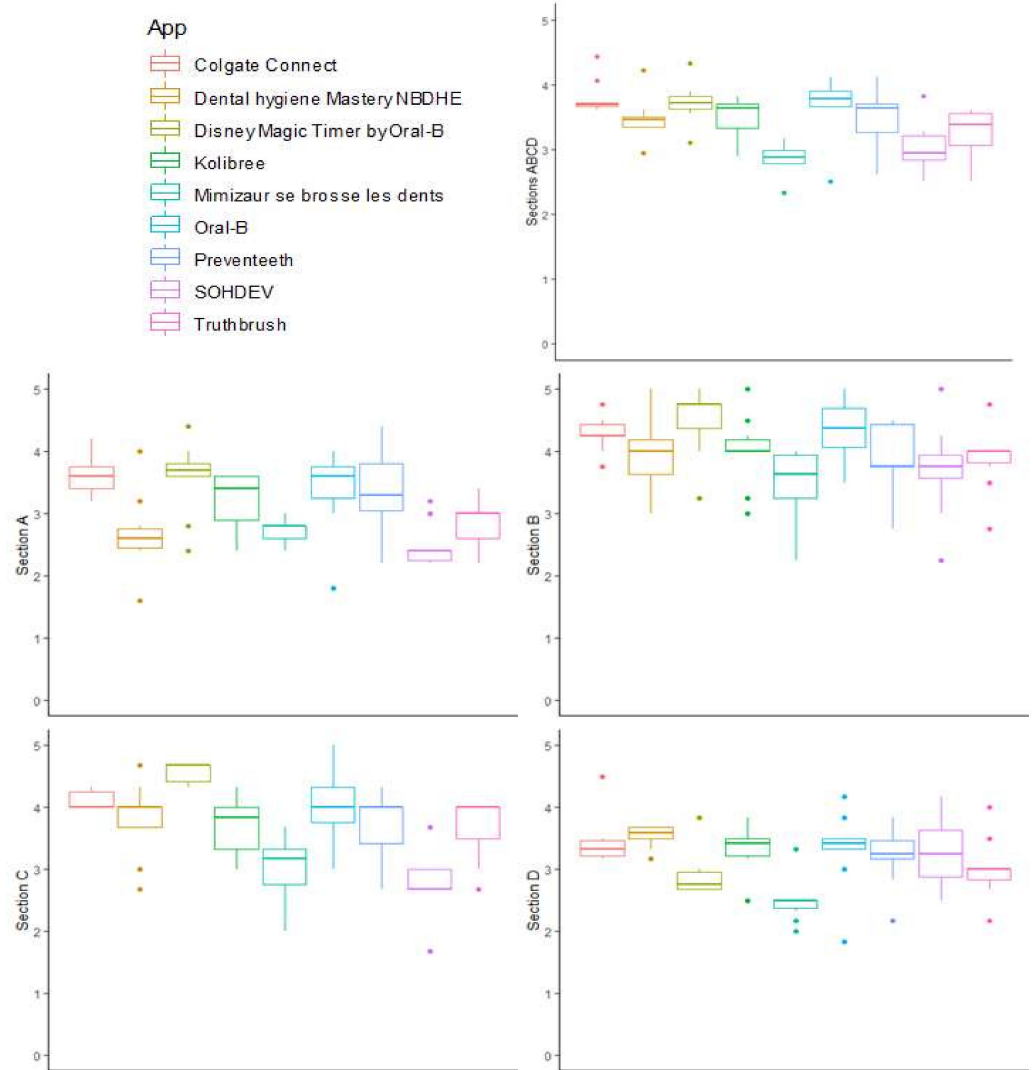 App
Colgate Connect
Dental hygiene Mastery NBDHE
Disney Magic Timer by Oral-B
Kolibree
Mimizaur se brosse les dents
Oral-B
Preventeeth
SOHDEV
Truthbrush
Sections ABCD
5
4
3
2
1
0
Section A
5
4
3
2
1
0
Section B
5
4
3
2
1
0
Section C
5
4
3
2
1
0
Section D
5
4
3
2
1
0